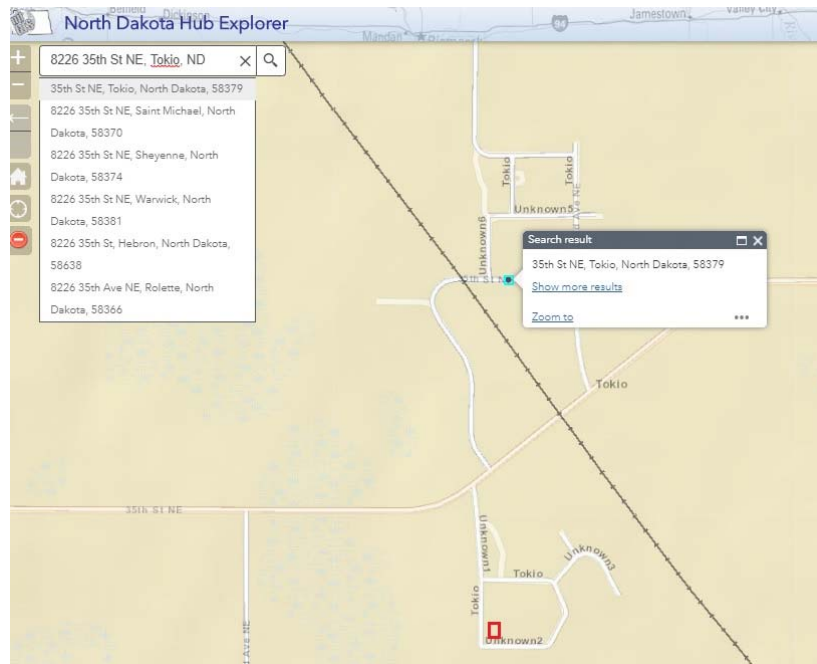 Dickinson
Jamestown
Valley City
Mandan
North Dakota Hub Explorer
94
8226 35th St NE, Tokio, ND
35th St NE, Tokio, North Dakota, 58379
8226 35th St NE, Saint Michael, North
Dakota, 58370
8226 35th St NE, Sheyenne, North
Dakota, 58374
8226 35th St NE, Warwick, North
Dakota, 58381
8226 35th St, Hebron, North Dakota,
58638
8226 35th Ave NE, Rolette, North
Dakota, 58366
Tokio
Tokio
Unknown5
Unknown6
Search result
35th St NE, Tokio, North Dakota, 58379
Show more results
Zoom to
Tokio
35th St NE
Unknown1
Unknown3
Tokio
Tokio
Unknown2
Ave NE